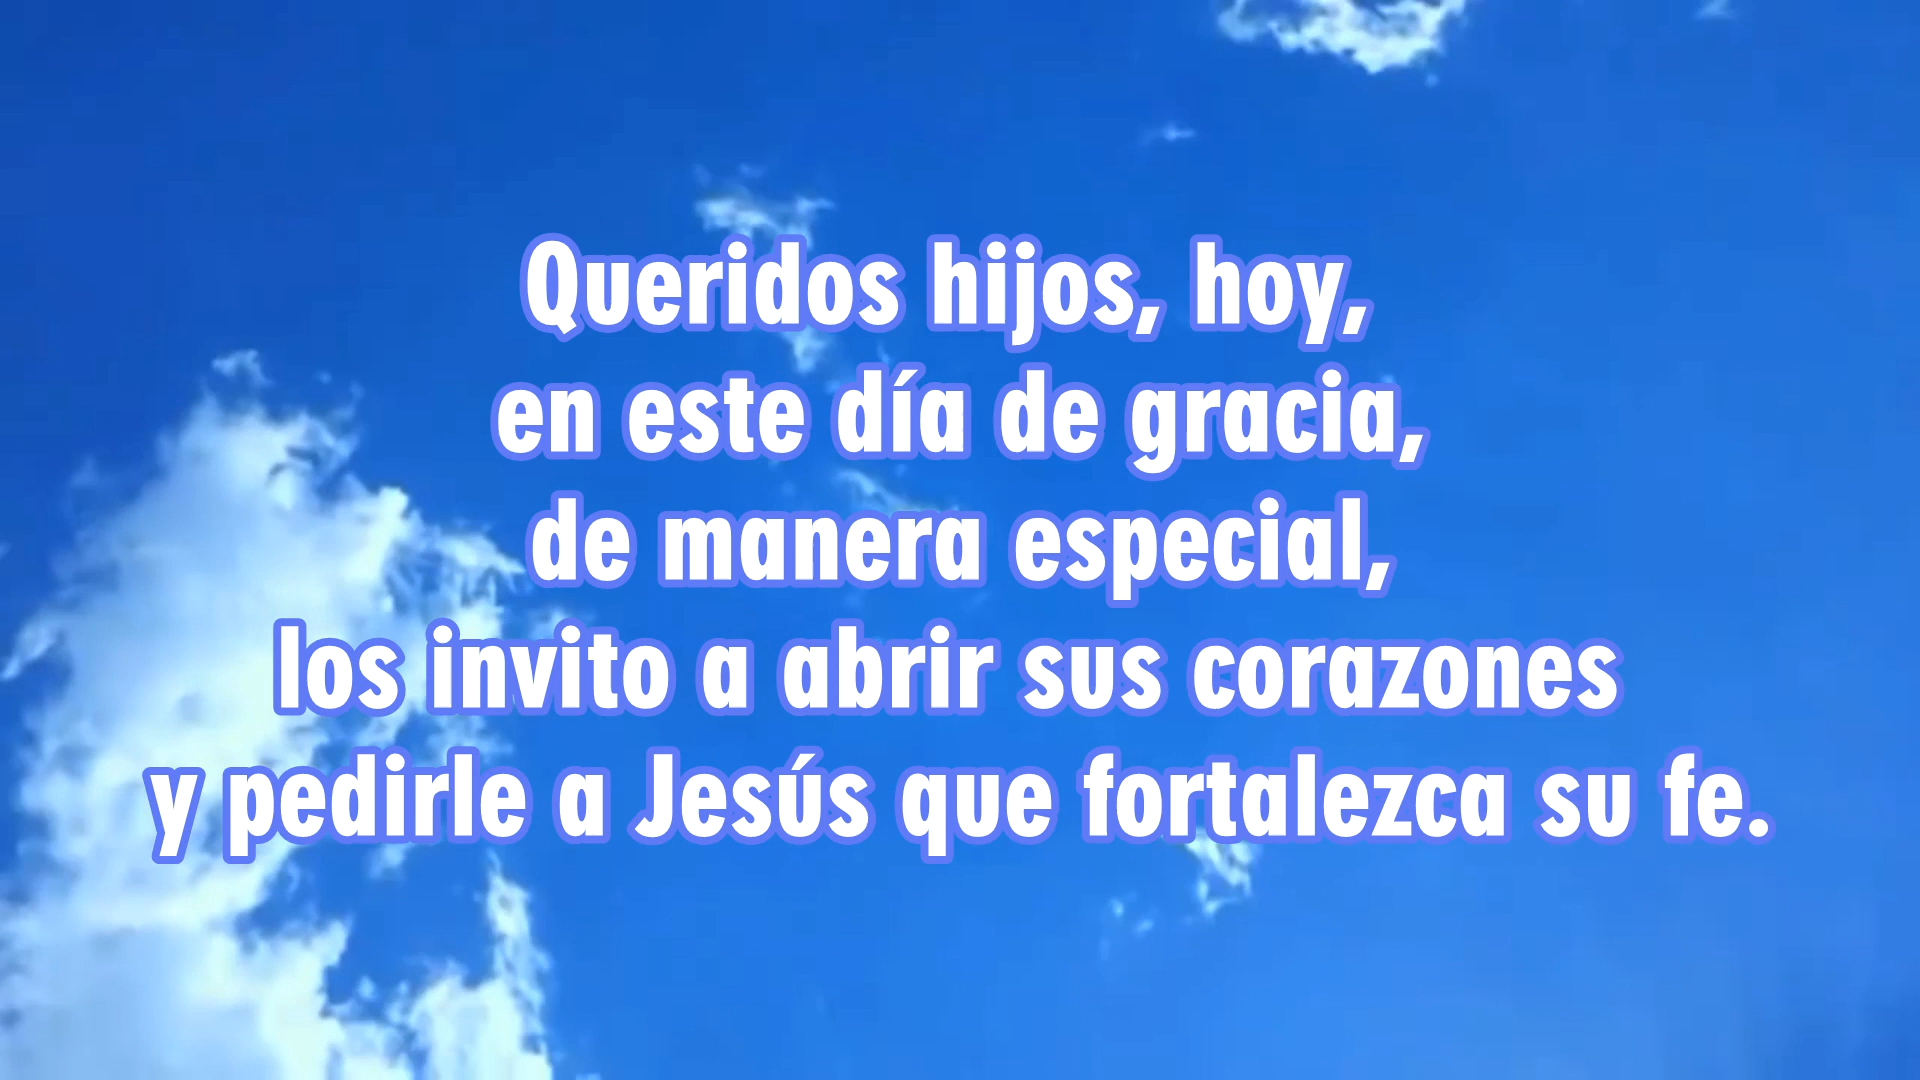 Queridos hijos, hoy,
en este día de gracia,
de manera especial,
los invito a abrir sus corazones
y pedirle a Jesús que fortalezca su fe.